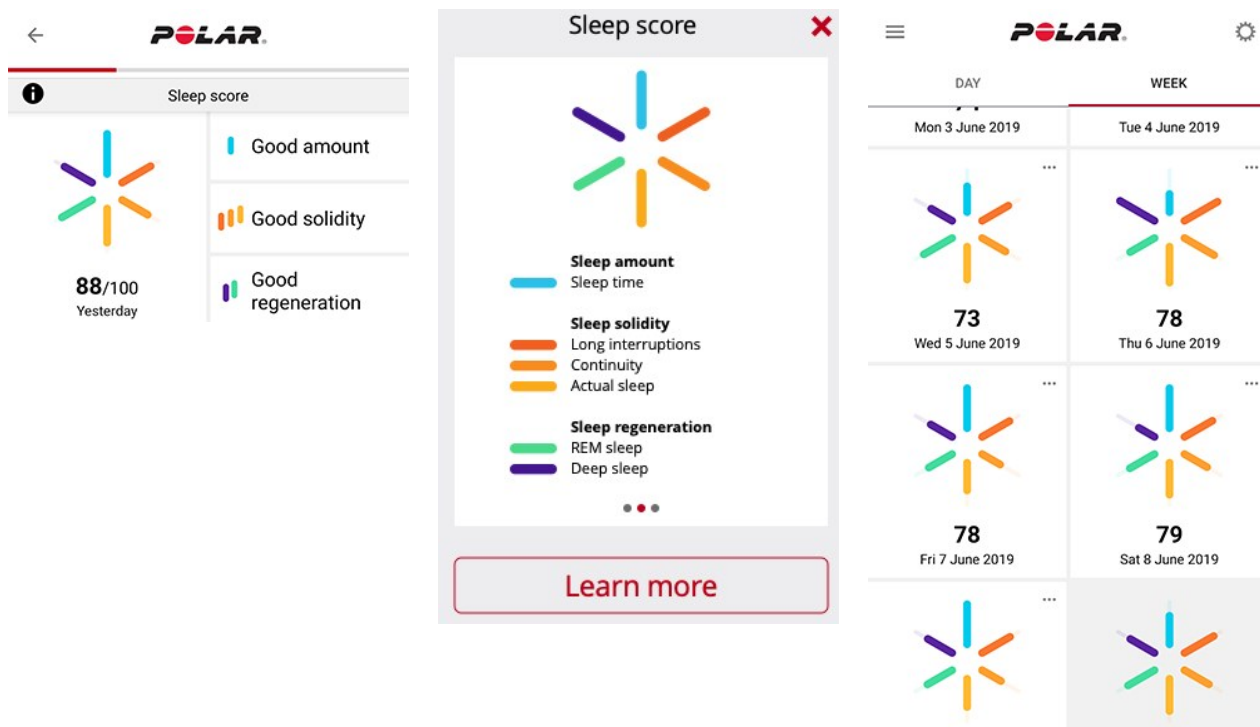 POLAR
Sleep score
Good amount
Good solidity
Good
regeneration
88/100
Yesterday
Sleep score
Sleep amount
Sleep time
Sleep solidity
Long interruptions
Continuity
Actual sleep
Sleep regeneration
REM sleep
Deep sleep
Learn more
POLAR
DAY WEEK
Mon 3 June 2019 Tue 4 June 2019
73 78
Wed 5 June 2019 Thu 6 June 2019
78 79
Fri 7 June 2019 Sat 8 June 2019